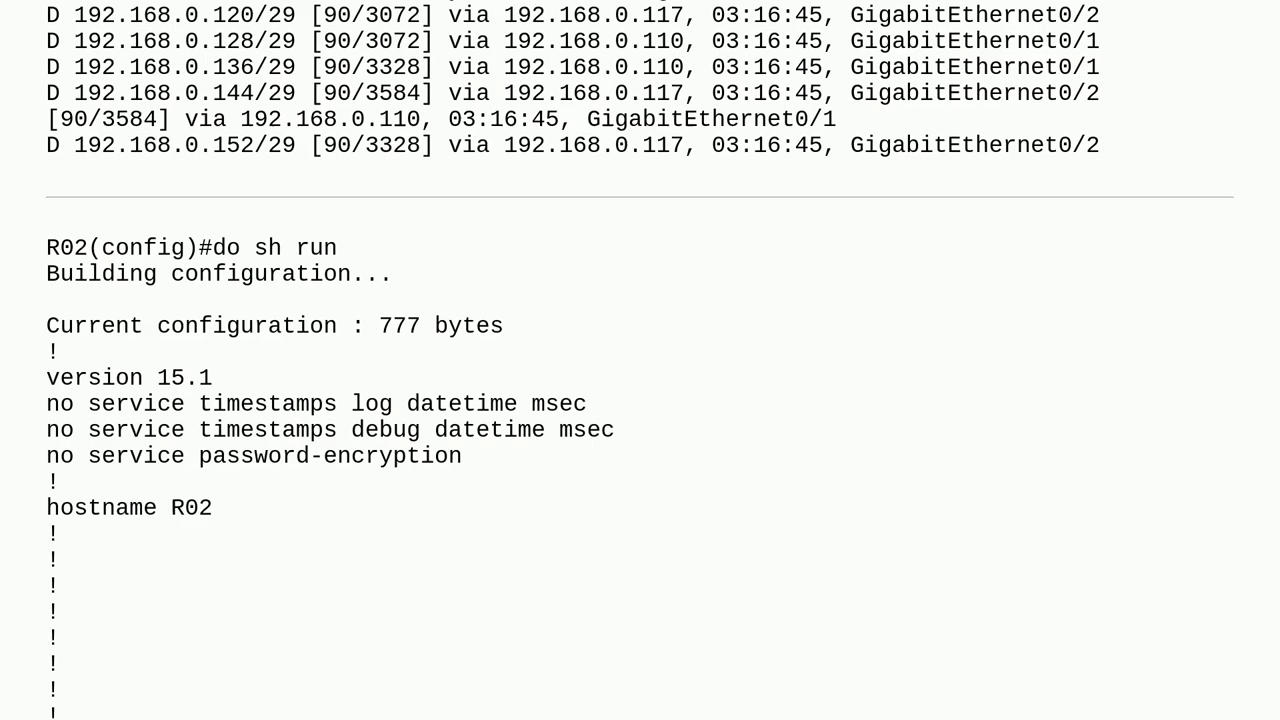 D 192.168.0.120/29 [90/3072] via 192.168.0.117, 03:16:45, GigabitEthernet0/2
D 192.168.0.128/29 [90/3072] via 192.168.0.110, 03:16:45, GigabitEthernet0/1
D 192.168.0.136/29 [90/3328] via 192.168.0.110, 03:16:45, GigabitEthernet0/1
D 192.168.0.144/29 [90/3584] via 192.168.0.117, 03:16:45, GigabitEthernet0/2
[90/3584] via 192.168.0.110, 03:16:45, GigabitEthernet0/1
D 192.168.0.152/29 [90/3328] via 192.168.0.117, 03:16:45, GigabitEthernet0/2
R02(config)#do sh run
Building configuration...
Current configuration : 777 bytes
!
version 15.1
no service timestamps log datetime msec
no service timestamps debug datetime msec
no service password-encryption
!
hostname R02
!
!
!
!
!
!
!
!